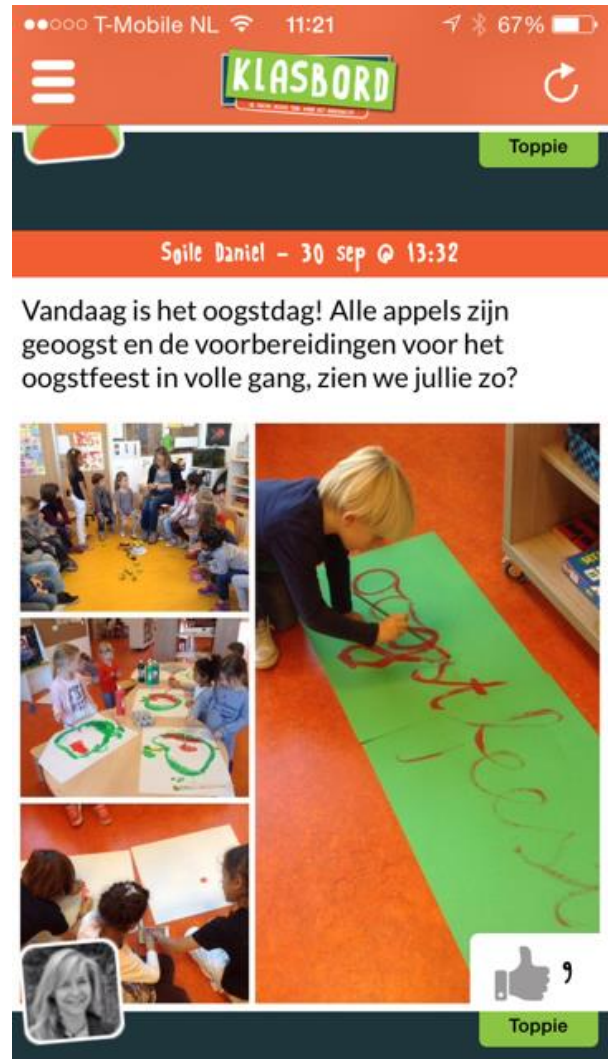 T-Mobile NL 11:21 67%
KLASBORD
Toppie
Soile Daniel - 30 sep @ 13:32
Vandaag is het oogstdag! Alle appels zijn
geoogst en de voorbereidingen voor het
oogstfeest in volle gang, zien we jullie zo?
9
Toppie